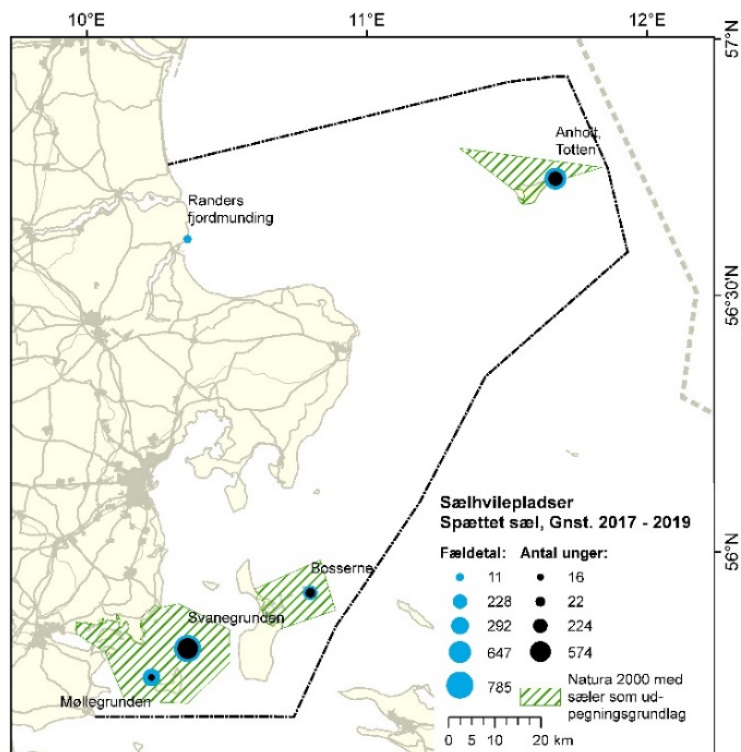 10°E
11°E
12°E
57°N
Anholt,
Totten
Randers
fjordmunding
56°30'N
Sælhvilepladser
Spættet sæl, Gnst. 2017 - 2019
Fældetal: Antal unger:
11 16
228 22
292 224
647 574
785
Natura 2000 med
sæler som ud-
pegningsgrundlag
0 5 10 20 km
56°N
Bosserne
Svanegrunden
Møllegrunden